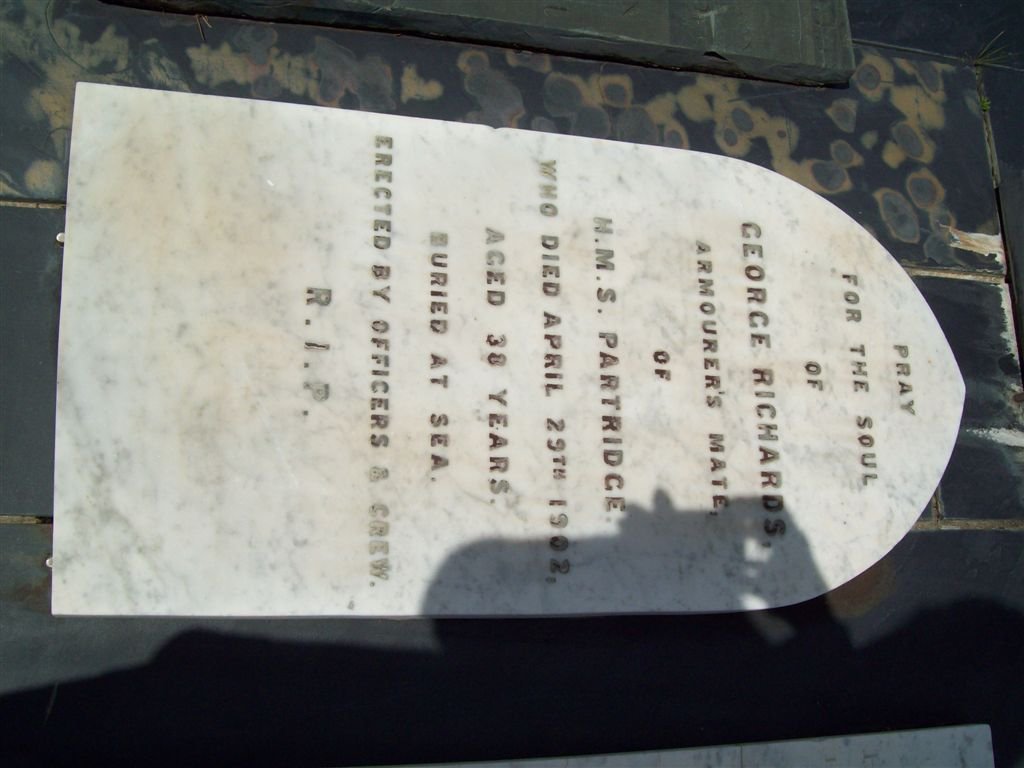 PRAY
FOR THE SOUL
OF
GEORGE RICHARDS,
ARMOURER'S MATE,
OF
H.M.S. PARTRIDGE.
WHO DIED APRIL 29TH 1902,
AGED 38 YEARS.
BURIED AT SEA.
ERECTED BY OFFICERS & CREW.
R.I.P.